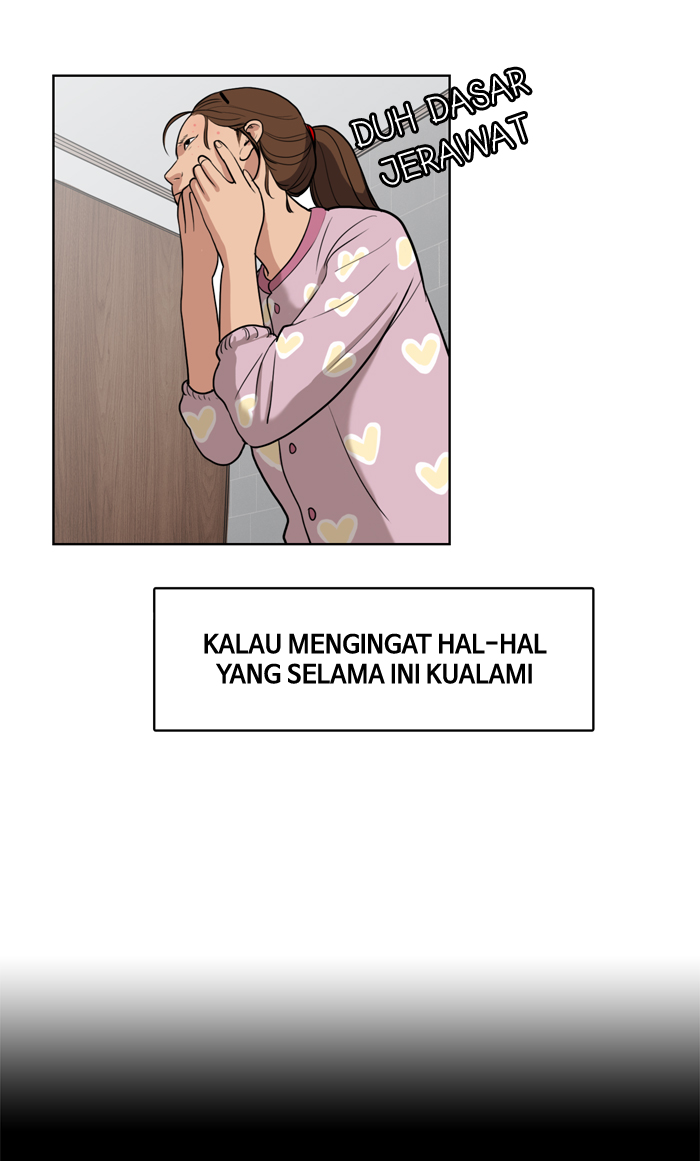 DUH DASAR
JERAWAT
KALAU MENGINGAT HAL-HAL
YANG SELAMA INI KUALAMI